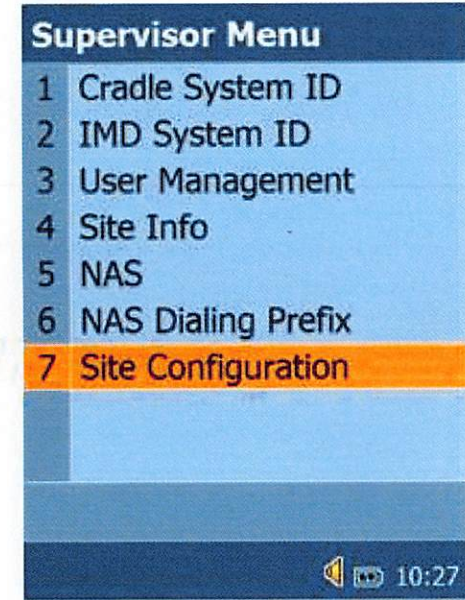 Supervisor Menu
1 Cradle System ID
2 IMD System ID
3 User Management
4 Site Info
5 NAS
6 NAS Dialing Prefix
7 Site Configuration
10:27